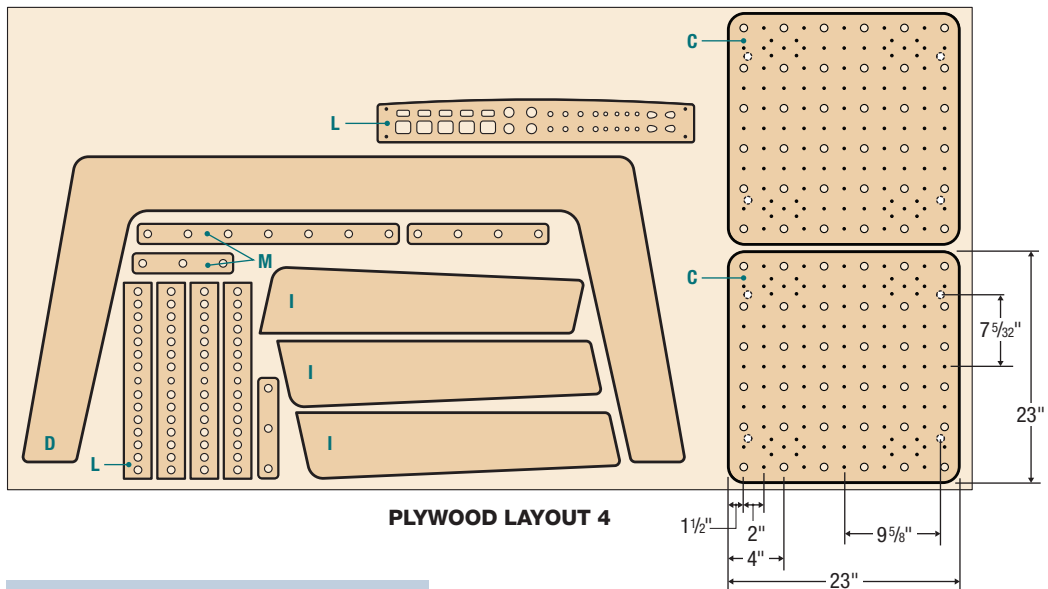 C
L
M
C
I
7 5/32"
I
23"
D
I
L
PLYWOOD LAYOUT 4
1 1/2"
2"
9 5/8"
4"
23"